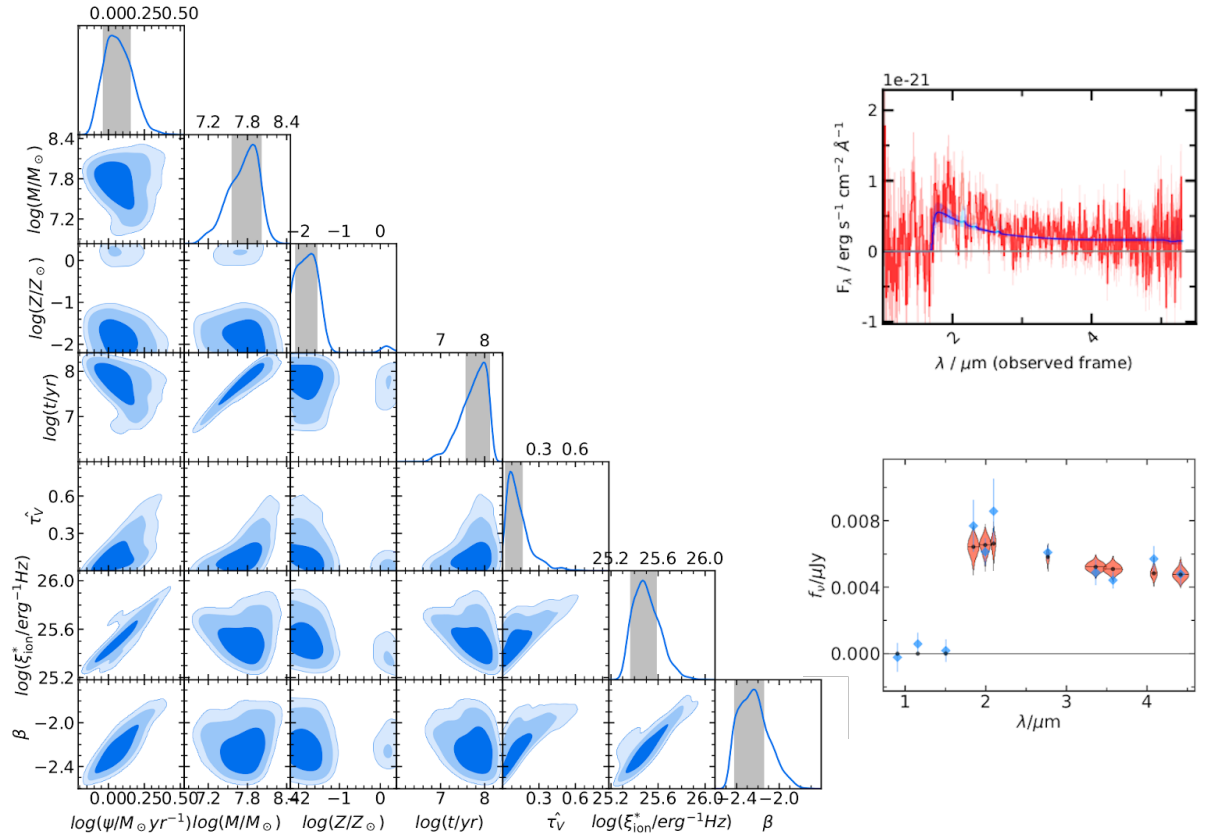 0.000.250.50
7.2 7.8 8.4
8.4
7.8
7.2
log(M/M⊙)
−2 −1 0
0
−1
−2
log(Z/Z⊙)
7 8
8
7
log(t/yr)
0.3 0.6
0.6
0.3
τ̂V
25.2 25.6 26.0
26.0
25.6
25.2
log(ξ*ion/erg⁻¹Hz)
−2.0
−2.4
β
0.000.250.50 7.2 7.8 8.4 −2 −1 0 7 8 0.3 0.6 25.2 25.6 26.0 −2.4 −2.0
log(ψ/M⊙yr⁻¹) log(M/M⊙) log(Z/Z⊙) log(t/yr) τ̂V log(ξ*ion/erg⁻¹Hz) β
1e-21
2
1
0
-1
Fλ / erg s⁻¹ cm⁻² Å⁻¹
2 4
λ / μm (observed frame)
0.008
0.004
0.000
fν/μJy
1 2 3 4
λ/μm